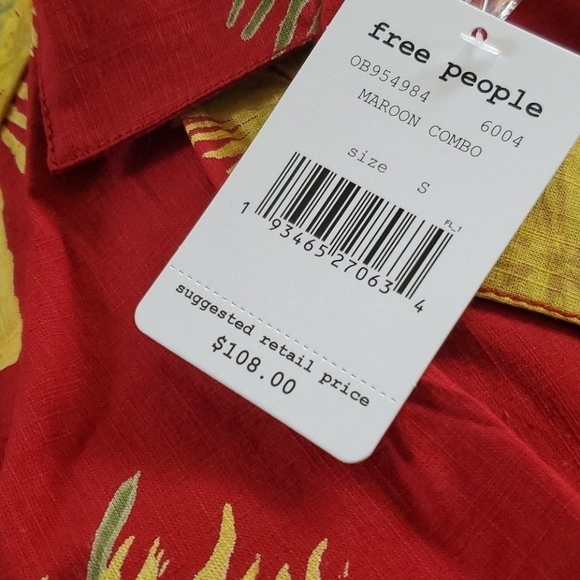 free people
OB954984 6004
MAROON COMBO
size S
FL_1
1 93465 27063 4
suggested retail price
$108.00